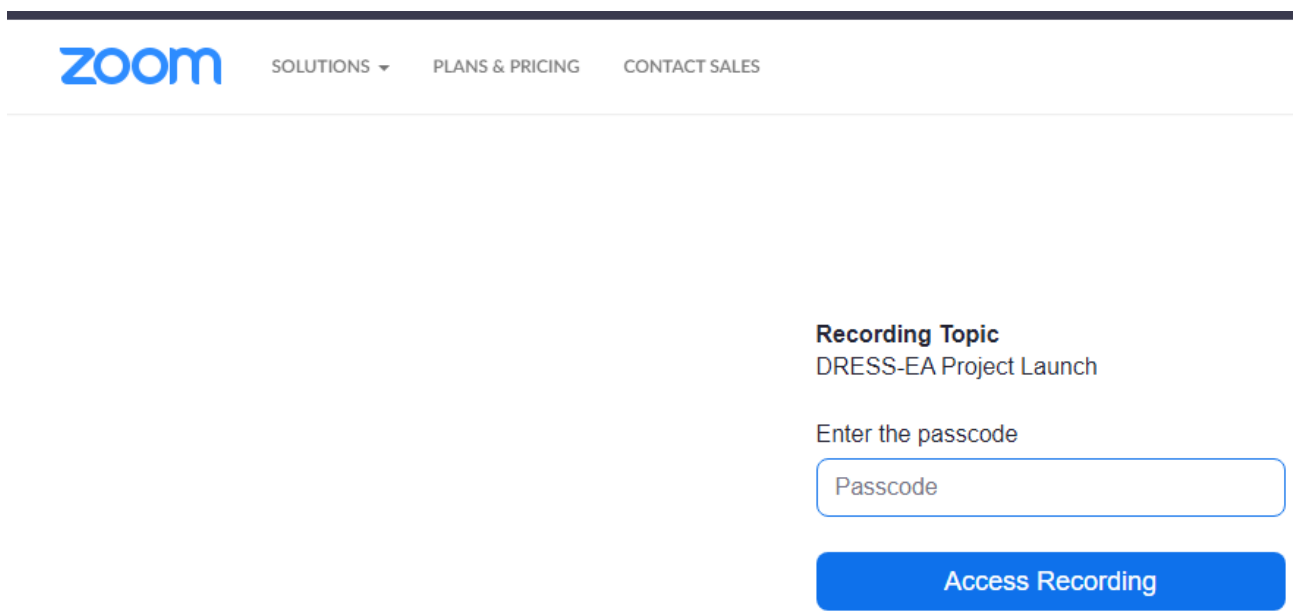 zoom SOLUTIONS PLANS & PRICING CONTACT SALES
Recording Topic
DRESS-EA Project Launch
Enter the passcode
Passcode
Access Recording